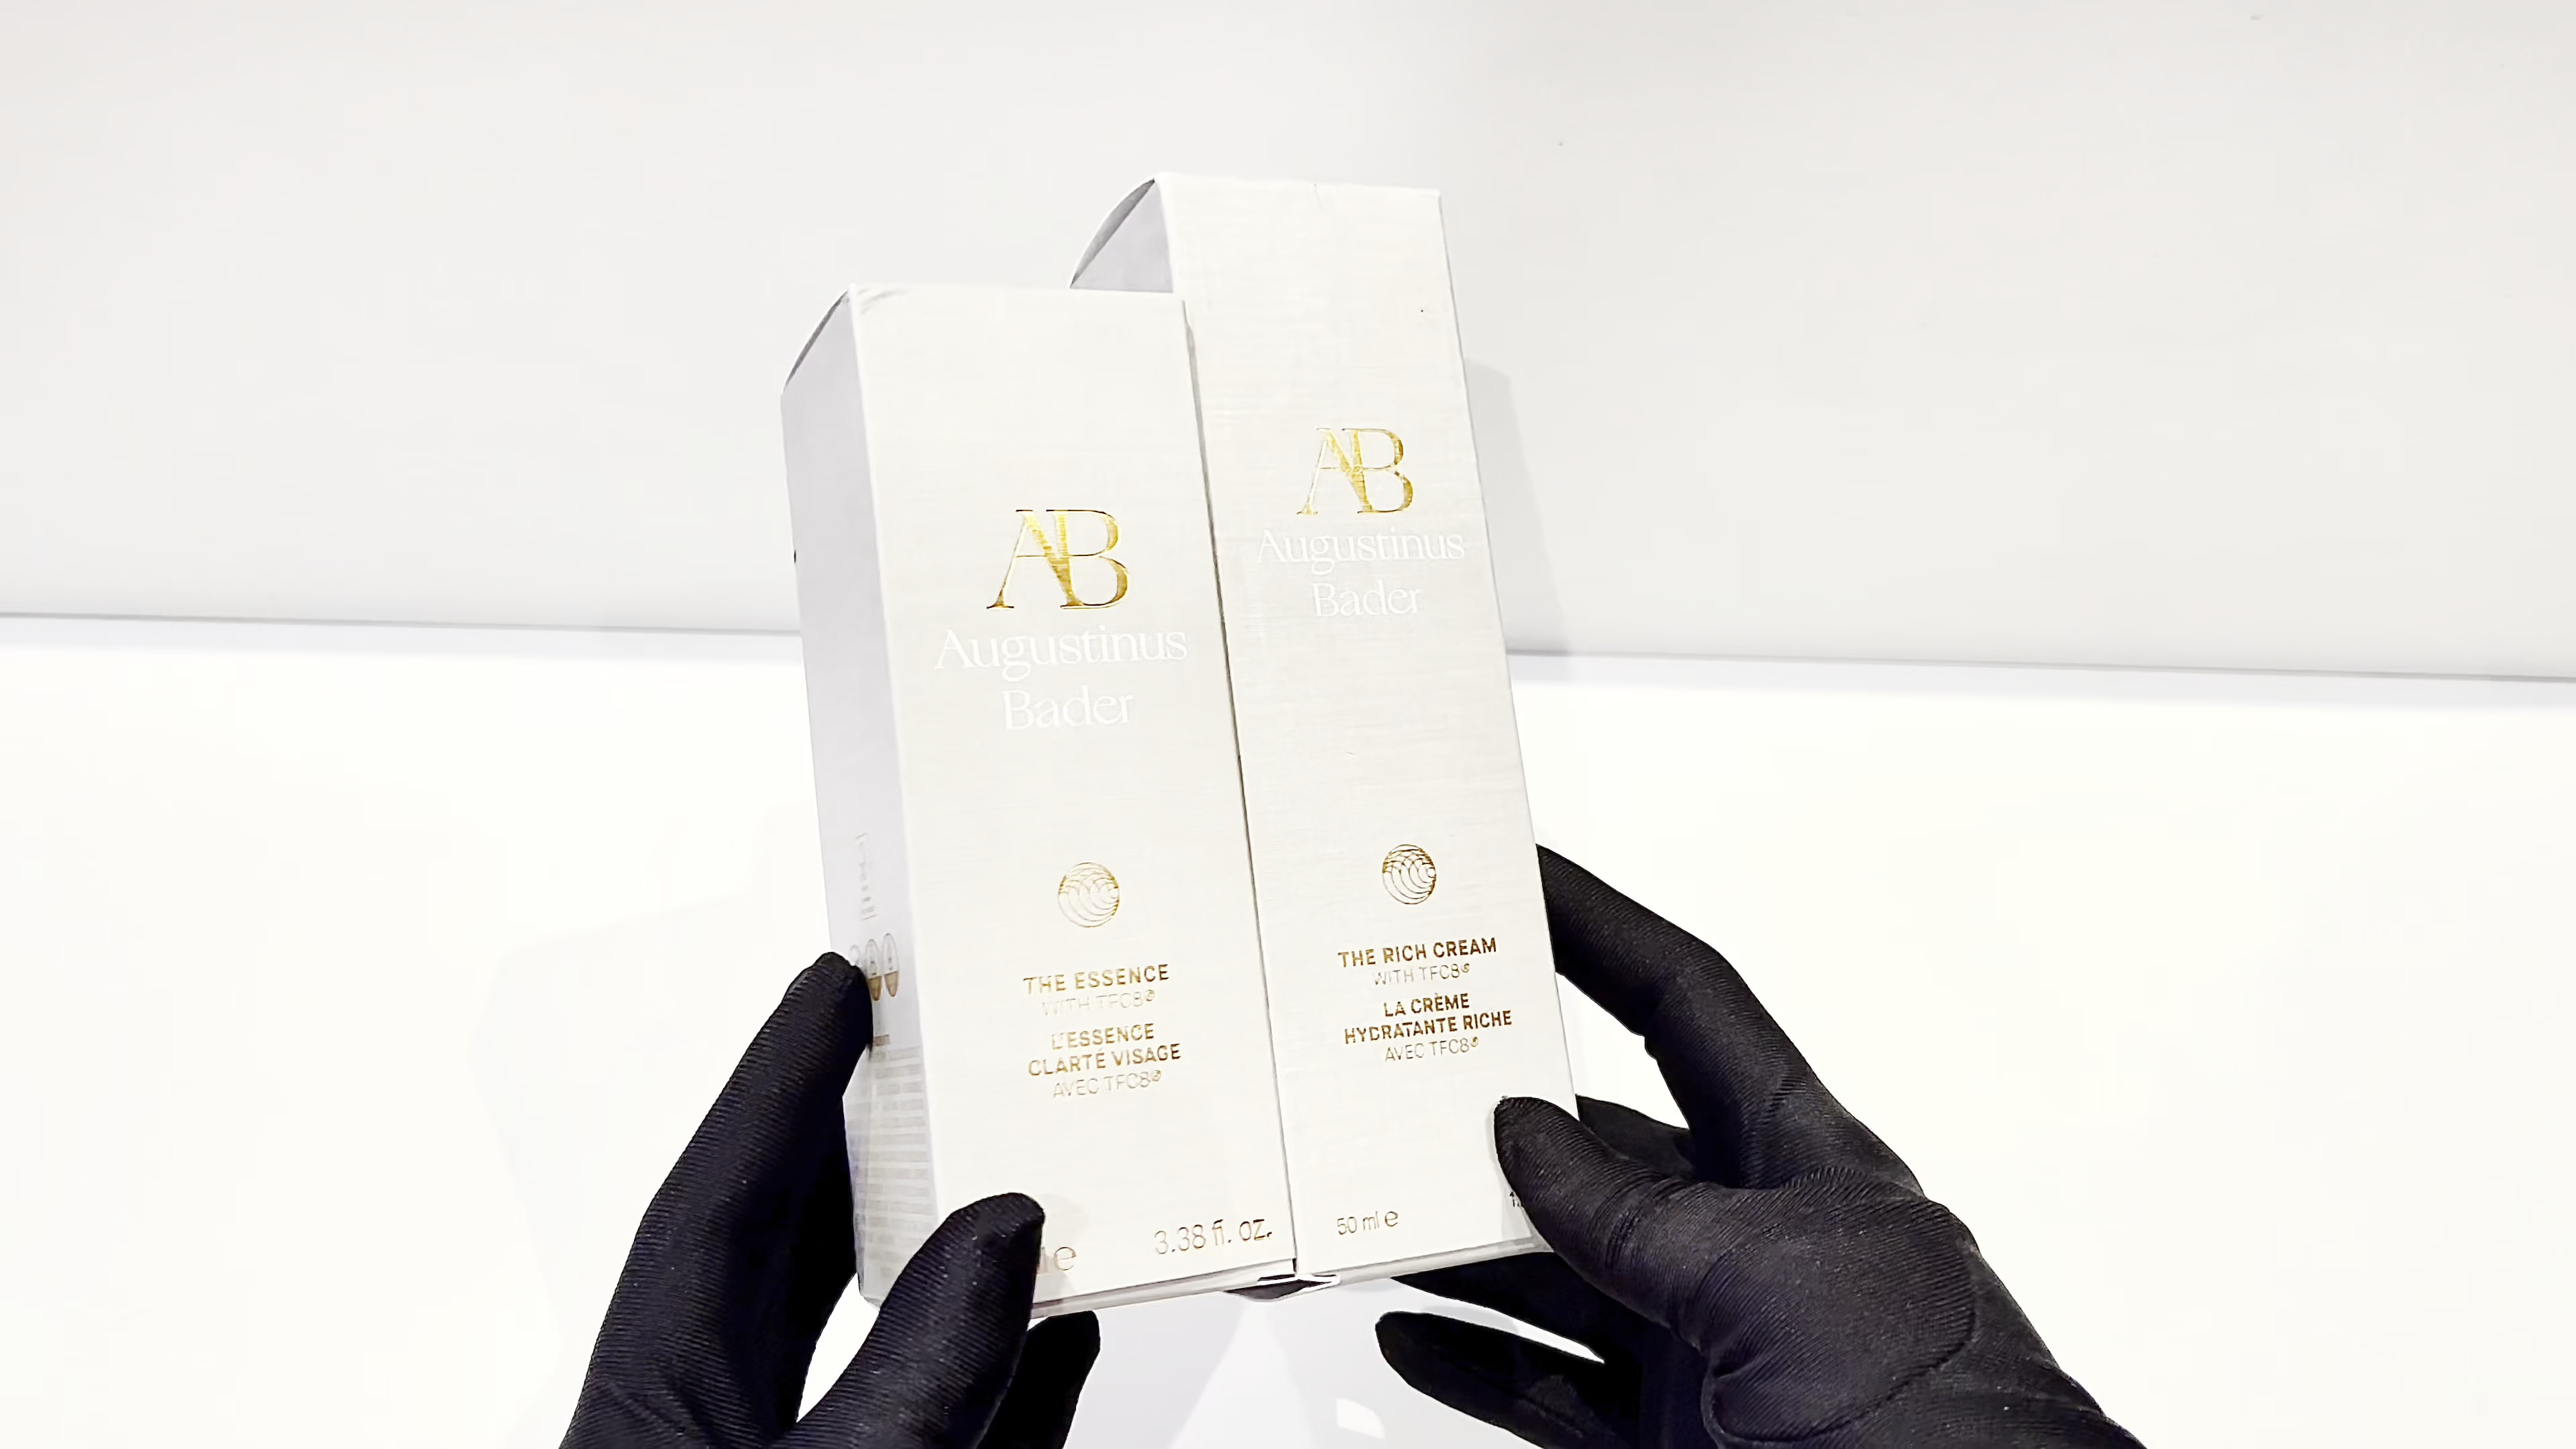 AB
Augustinus
Bader
THE ESSENCE
WITH TFC8®
L'ESSENCE
CLARTÉ VISAGE
AVEC TFC8®
3.38 fl. oz.
AB
Augustinus
Bader
THE RICH CREAM
WITH TFC8®
LA CRÈME
HYDRATANTE RICHE
AVEC TFC8®
50 ml e